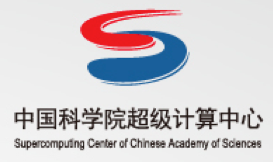 中国科学院超级计算中心
Supercomputing Center of Chinese Academy of Sciences